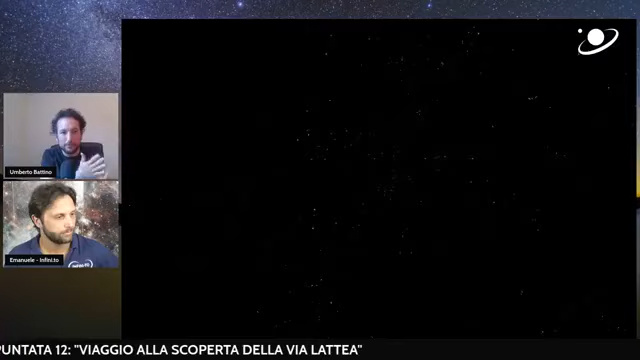 Umberto Battino
Emanuele - Infini.to
PUNTATA 12: "VIAGGIO ALLA SCOPERTA DELLA VIA LATTEA"